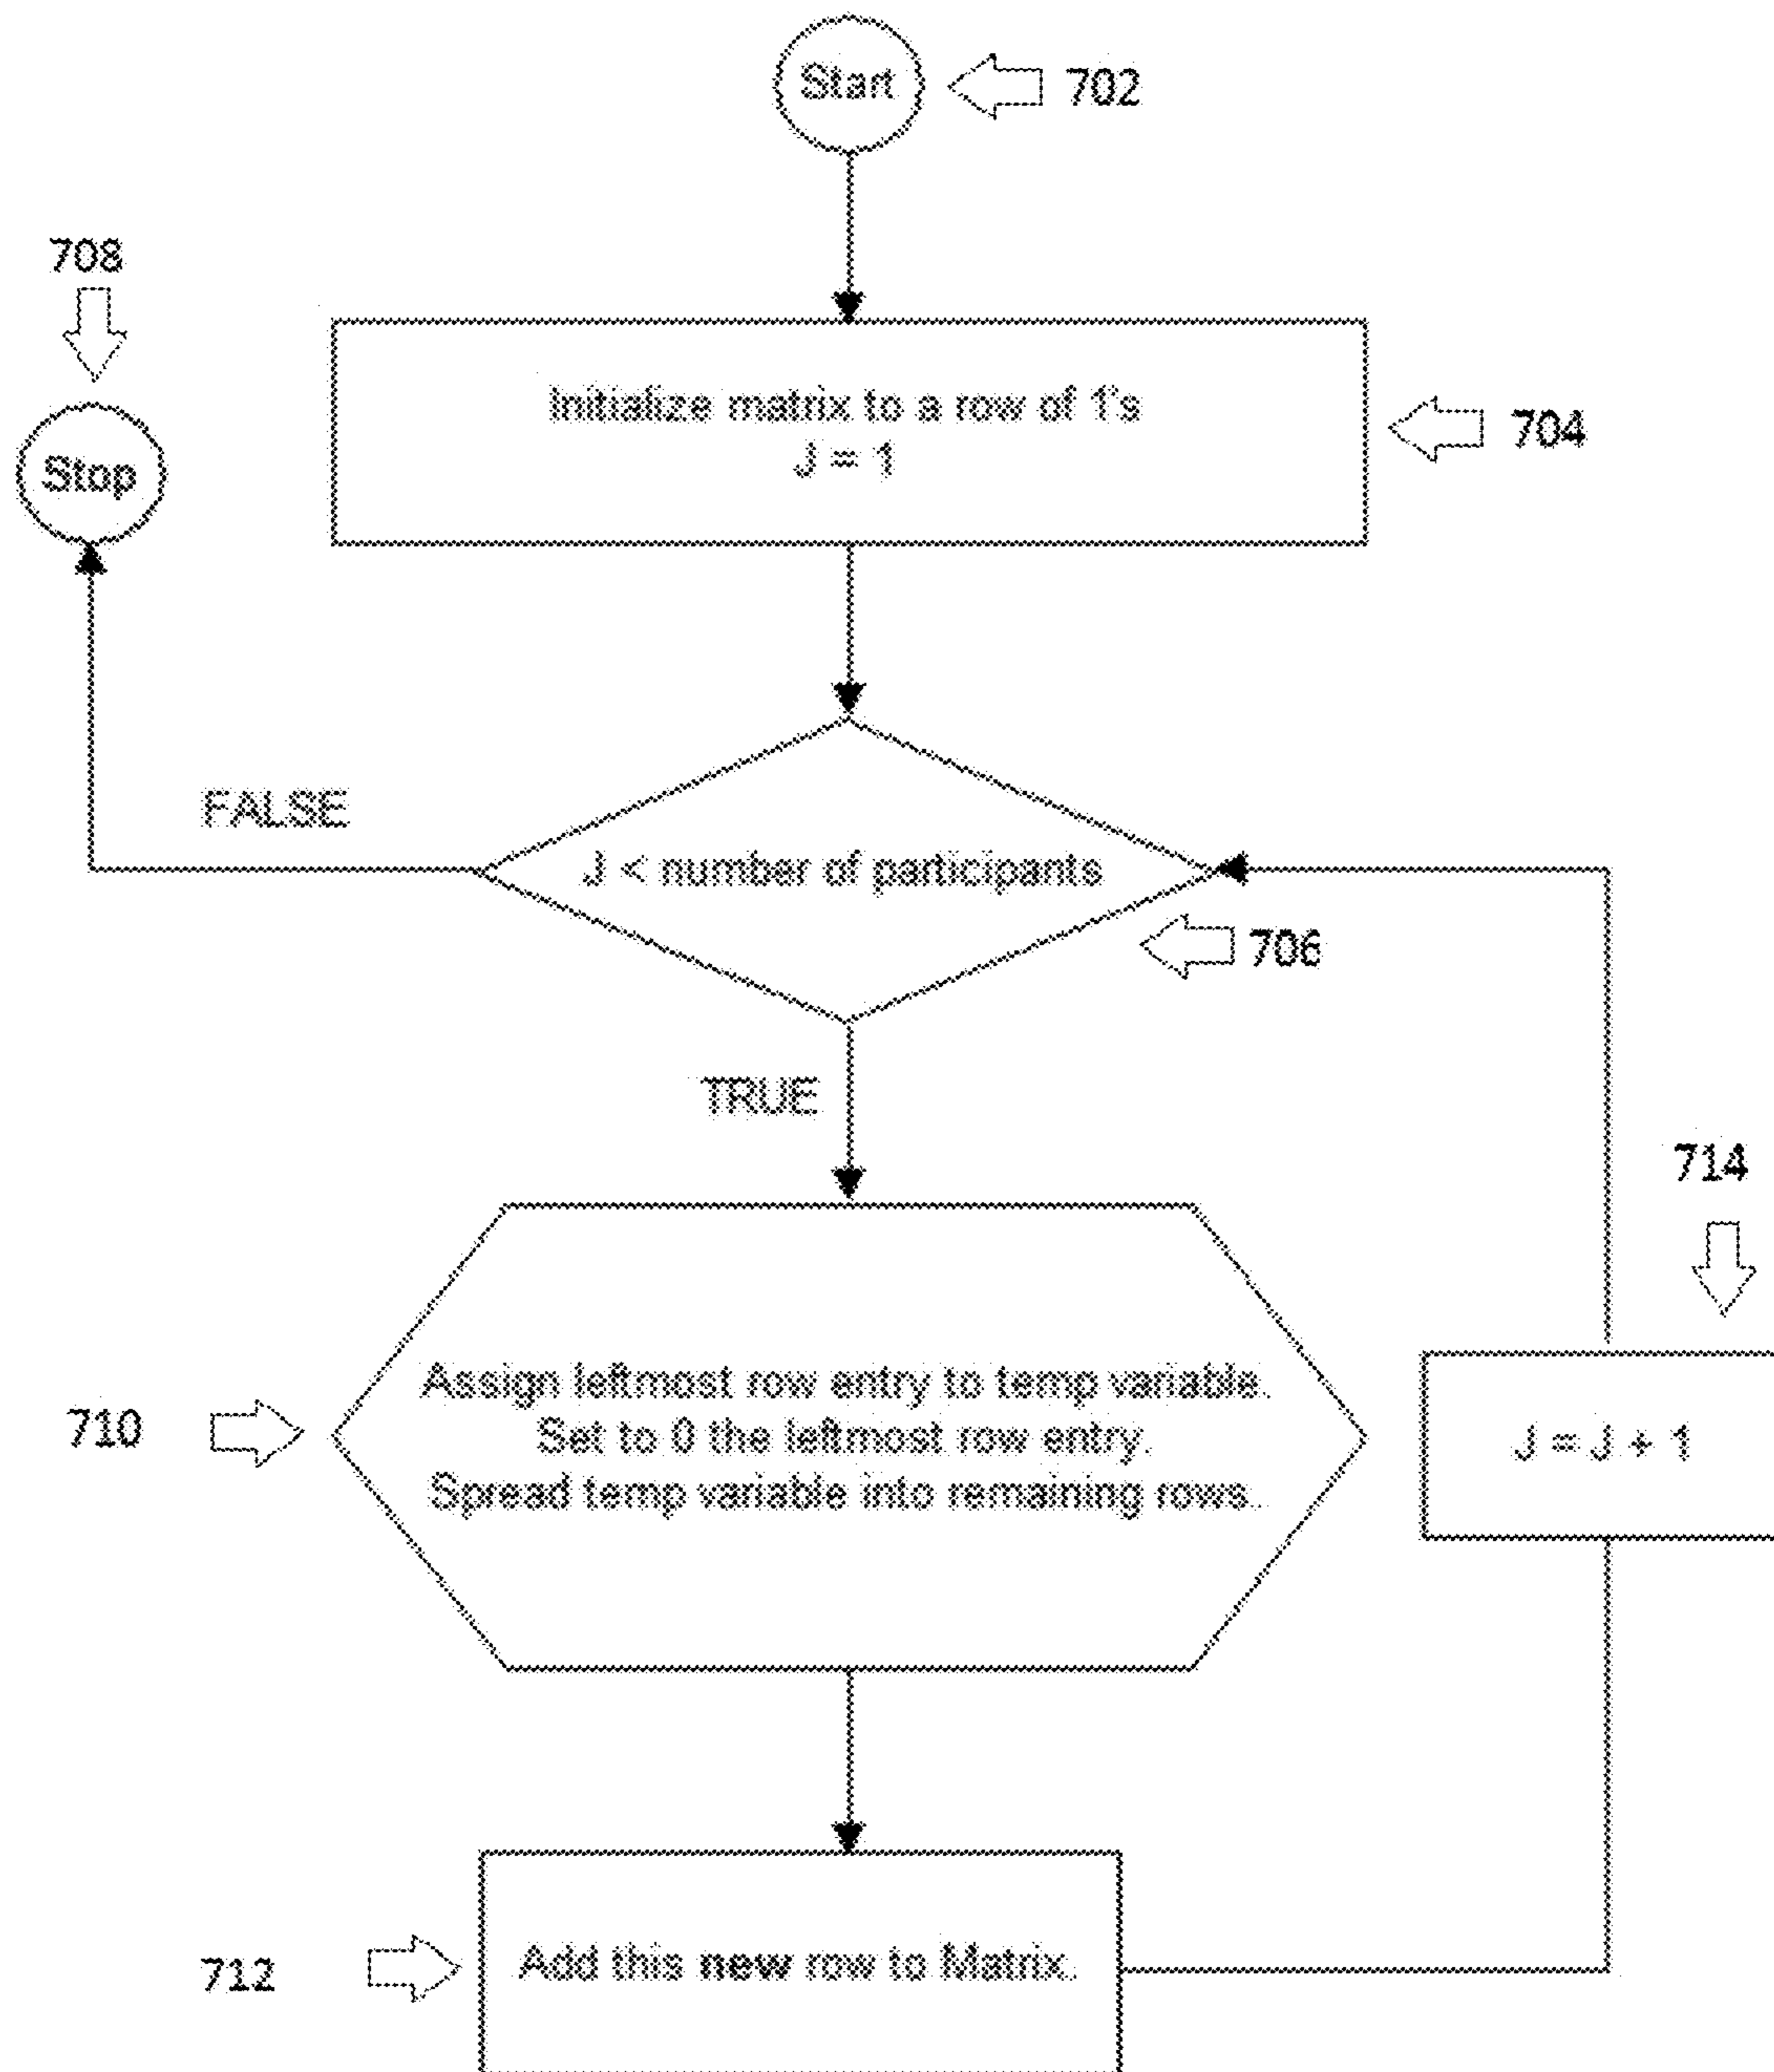 Start
702
708
Initialize matrix to a row of 1's
J = 1
704
Stop
FALSE
J < number of participants
706
TRUE
714
710
Assign leftmost row entry to temp variable.
Set to 0 the leftmost row entry.
Spread temp variable into remaining rows.
J = J + 1
712
Add this new row to Matrix.